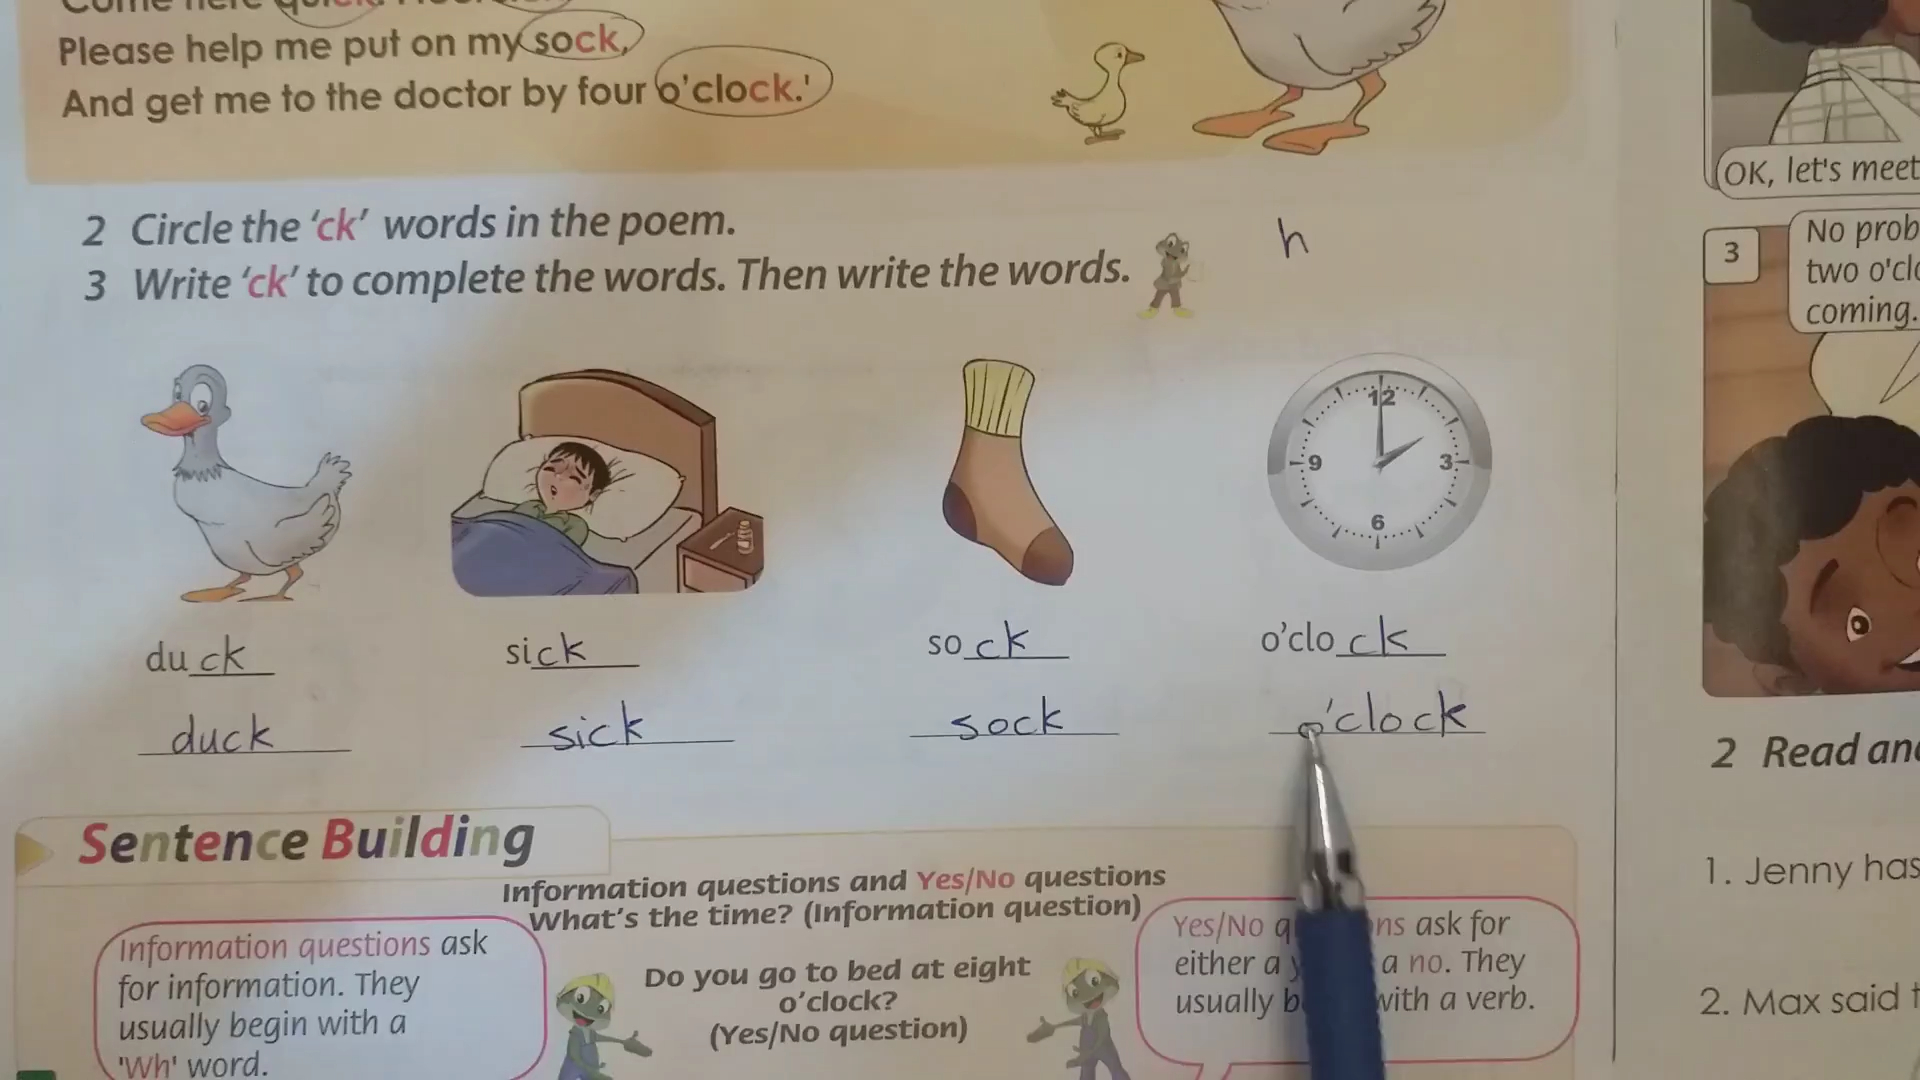 Come here quick.
Please help me put on my sock,
And get me to the doctor by four o'clock.'
2 Circle the 'ck' words in the poem.
h
3 Write 'ck' to complete the words. Then write the words.
12
9 3
6
duck sick sock o'clock
duck sick sock o'clock
Sentence Building
Information questions and Yes/No questions
What's the time? (Information question)
Information questions ask
for information. They
usually begin with a
'Wh' word.
Do you go to bed at eight
o'clock?
(Yes/No question)
Yes/No ask for
either a a no. They
usually with a verb.
OK, let's meet
3
No
two
coming.
2 Read
1. Jenny has
2. Max said